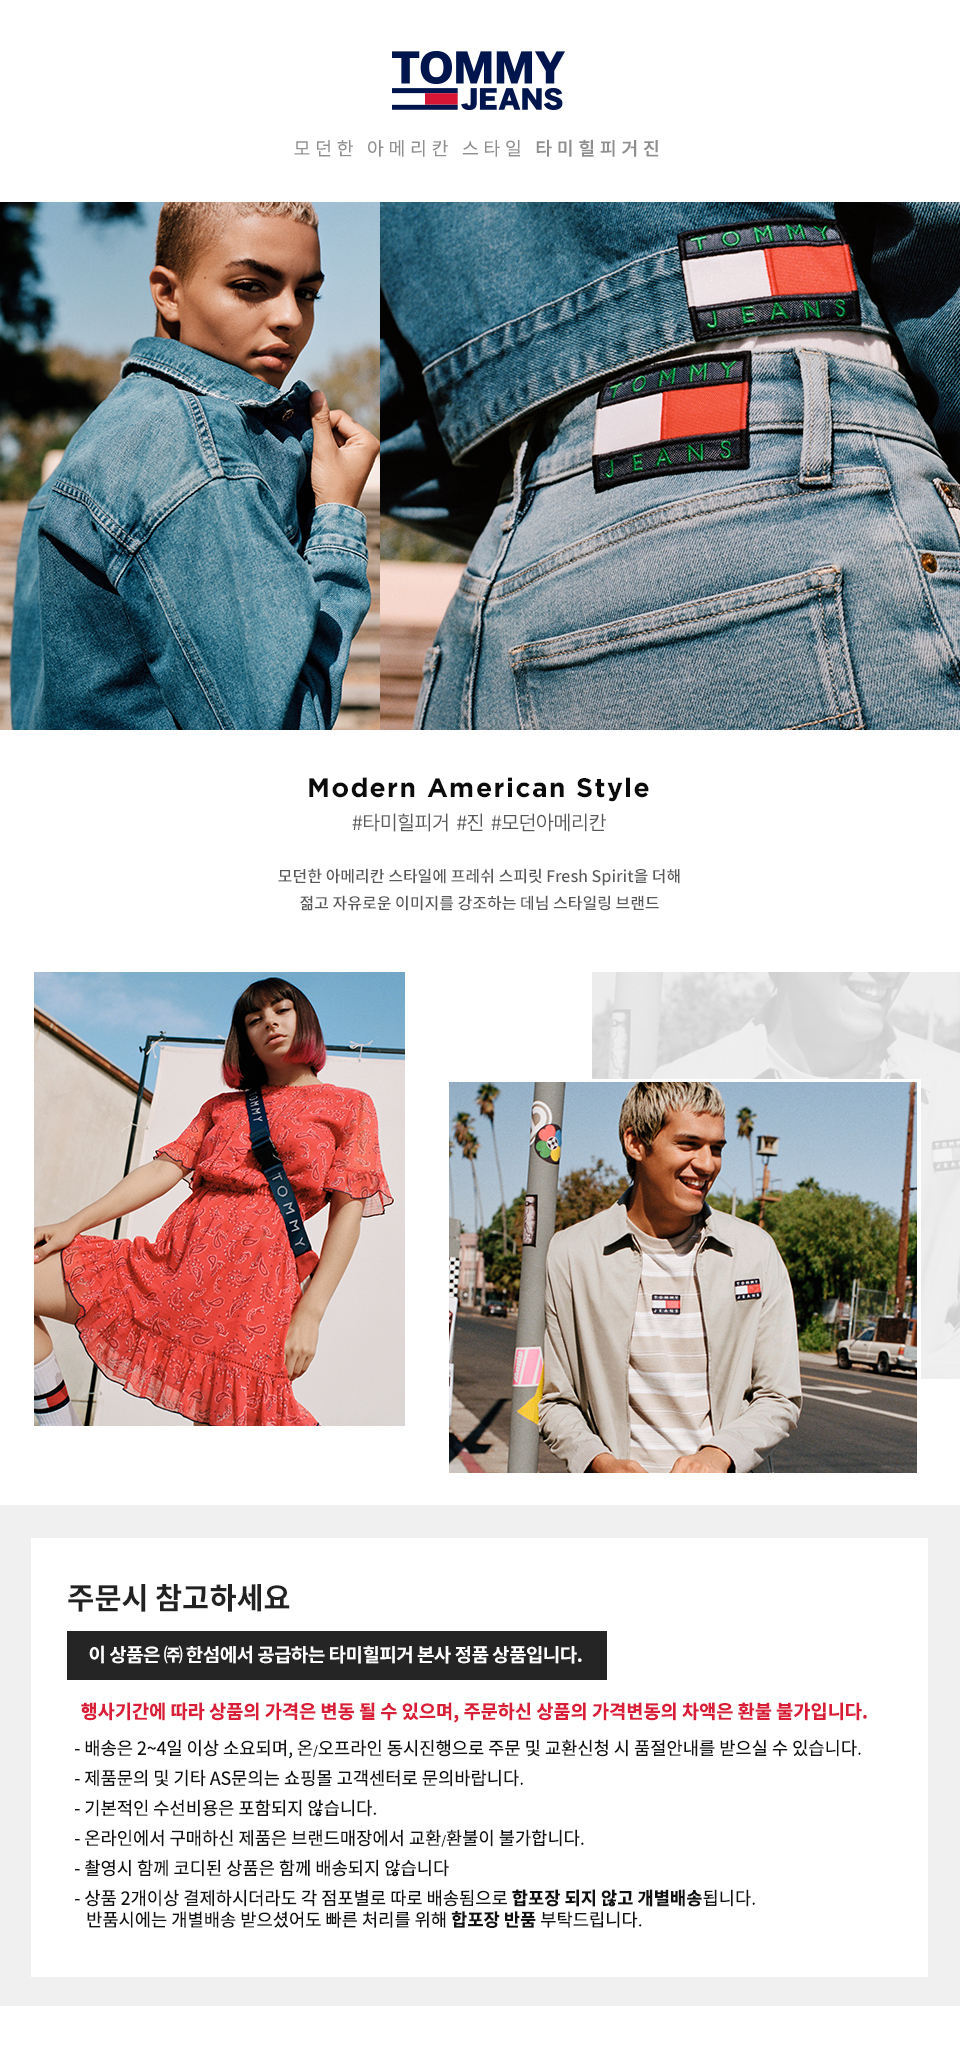 TOMMY
JEANS
모던한 아메리칸 스타일 타미힐피거진
TOMMY
JEANS
TOMMY
JEANS
Modern American Style
#타미힐피거 #진 #모던아메리칸
모던한 아메리칸 스타일에 프레쉬 스피릿 Fresh Spirit을 더해
젊고 자유로운 이미지를 강조하는 데님 스타일링 브랜드
TOMMY
TOMMY
TOMMY
JEANS
TOMMY
JEANS
주문시 참고하세요
이 상품은 ㈜ 한섬에서 공급하는 타미힐피거 본사 정품 상품입니다.
행사기간에 따라 상품의 가격은 변동 될 수 있으며, 주문하신 상품의 가격변동의 차액은 환불 불가입니다.
- 배송은 2~4일 이상 소요되며, 온/오프라인 동시진행으로 주문 및 교환신청 시 품절안내를 받으실 수 있습니다.
- 제품문의 및 기타 AS문의는 쇼핑몰 고객센터로 문의바랍니다.
- 기본적인 수선비용은 포함되지 않습니다.
- 온라인에서 구매하신 제품은 브랜드매장에서 교환/환불이 불가합니다.
- 촬영시 함께 코디된 상품은 함께 배송되지 않습니다
- 상품 2개이상 결제하시더라도 각 점포별로 따로 배송됨으로 합포장 되지 않고 개별배송됩니다.
반품시에는 개별배송 받으셨어도 빠른 처리를 위해 합포장 반품 부탁드립니다.